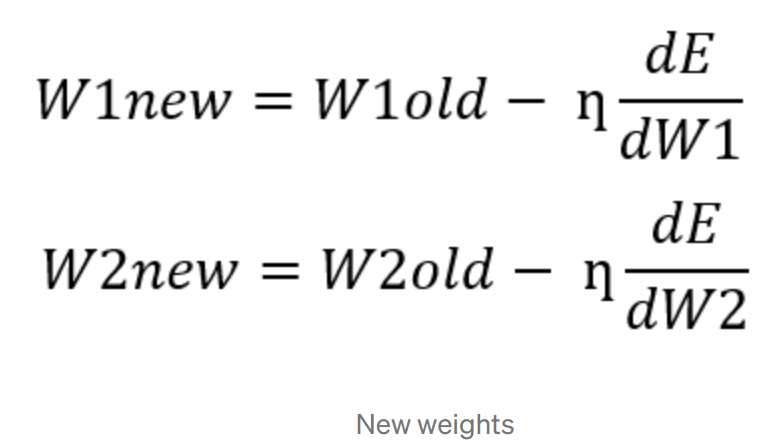 W1new = W1old − η dE/dW1
W2new = W2old − η dE/dW2
New weights